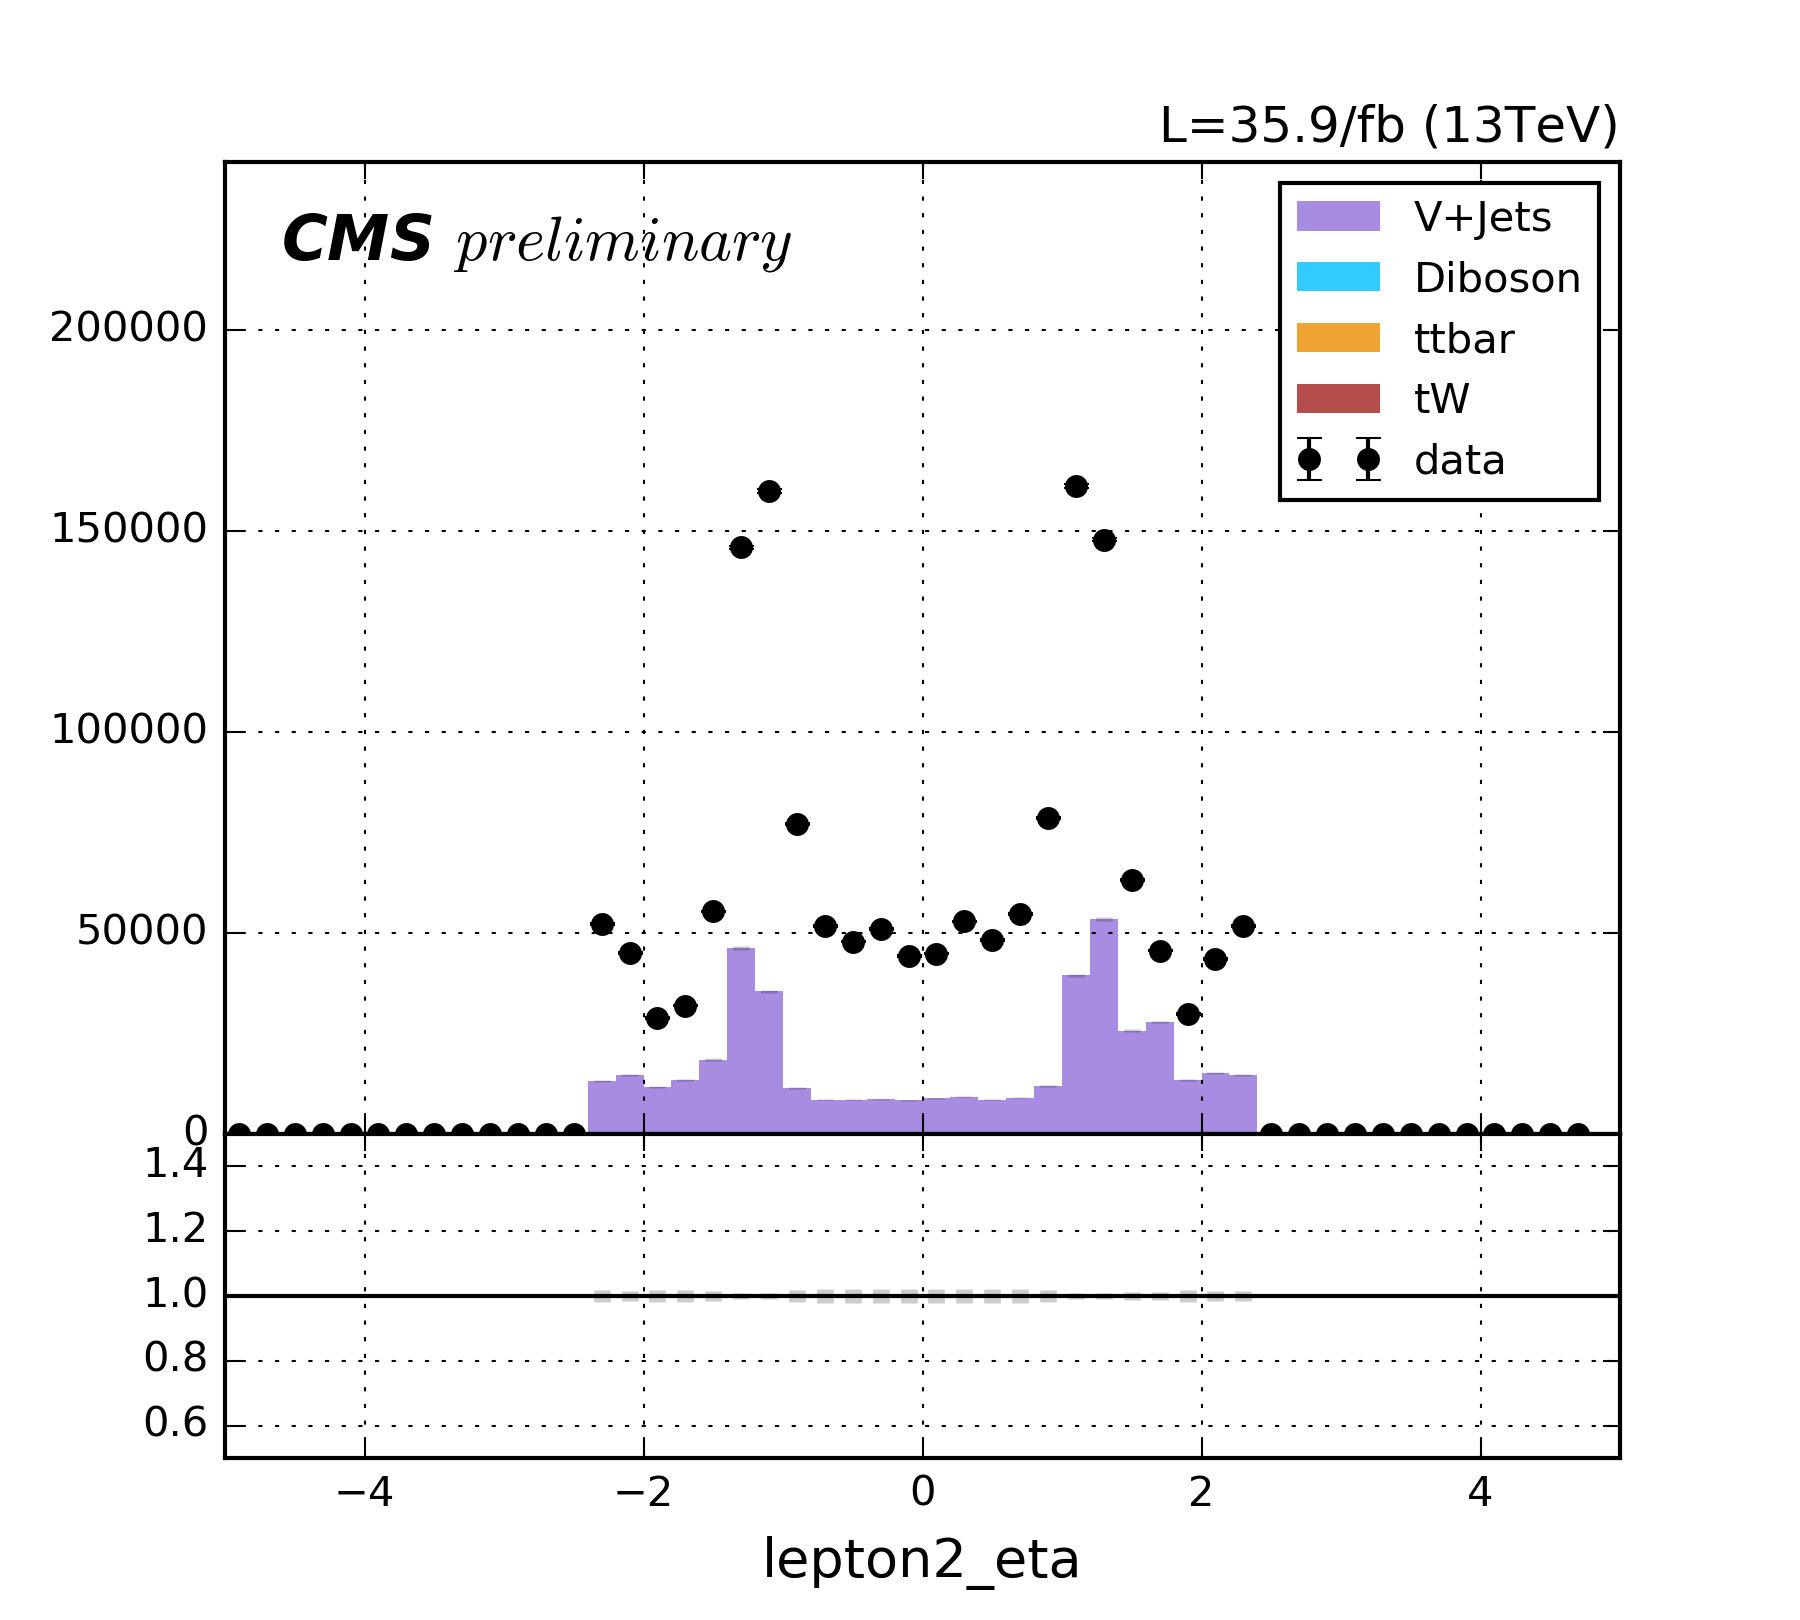 L=35.9/fb (13TeV)
CMS preliminary
V+Jets
Diboson
ttbar
tW
data
200000
150000
100000
50000
0
1.4
1.2
1.0
0.8
0.6
−4 −2 0 2 4
lepton2_eta